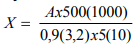 X = Ax500(1000)
0,9(3,2)x5(10)